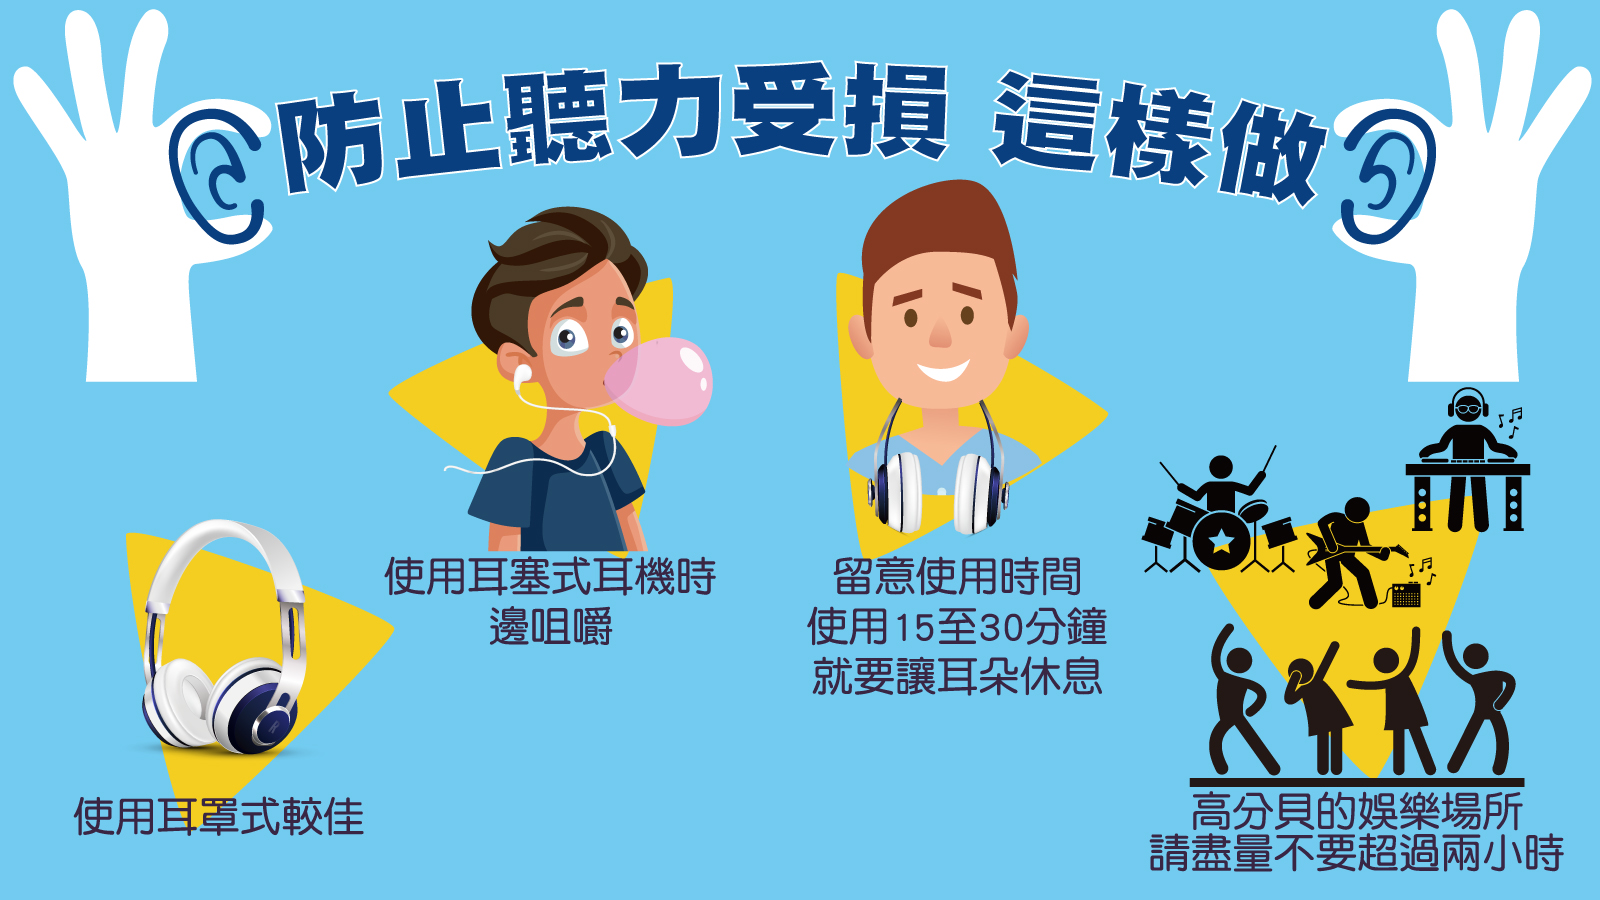 防止聽力受損 這樣做
使用耳罩式較佳
使用耳塞式耳機時
邊咀嚼
留意使用時間
使用15至30分鐘
就要讓耳朵休息
高分貝的娛樂場所
請盡量不要超過兩小時